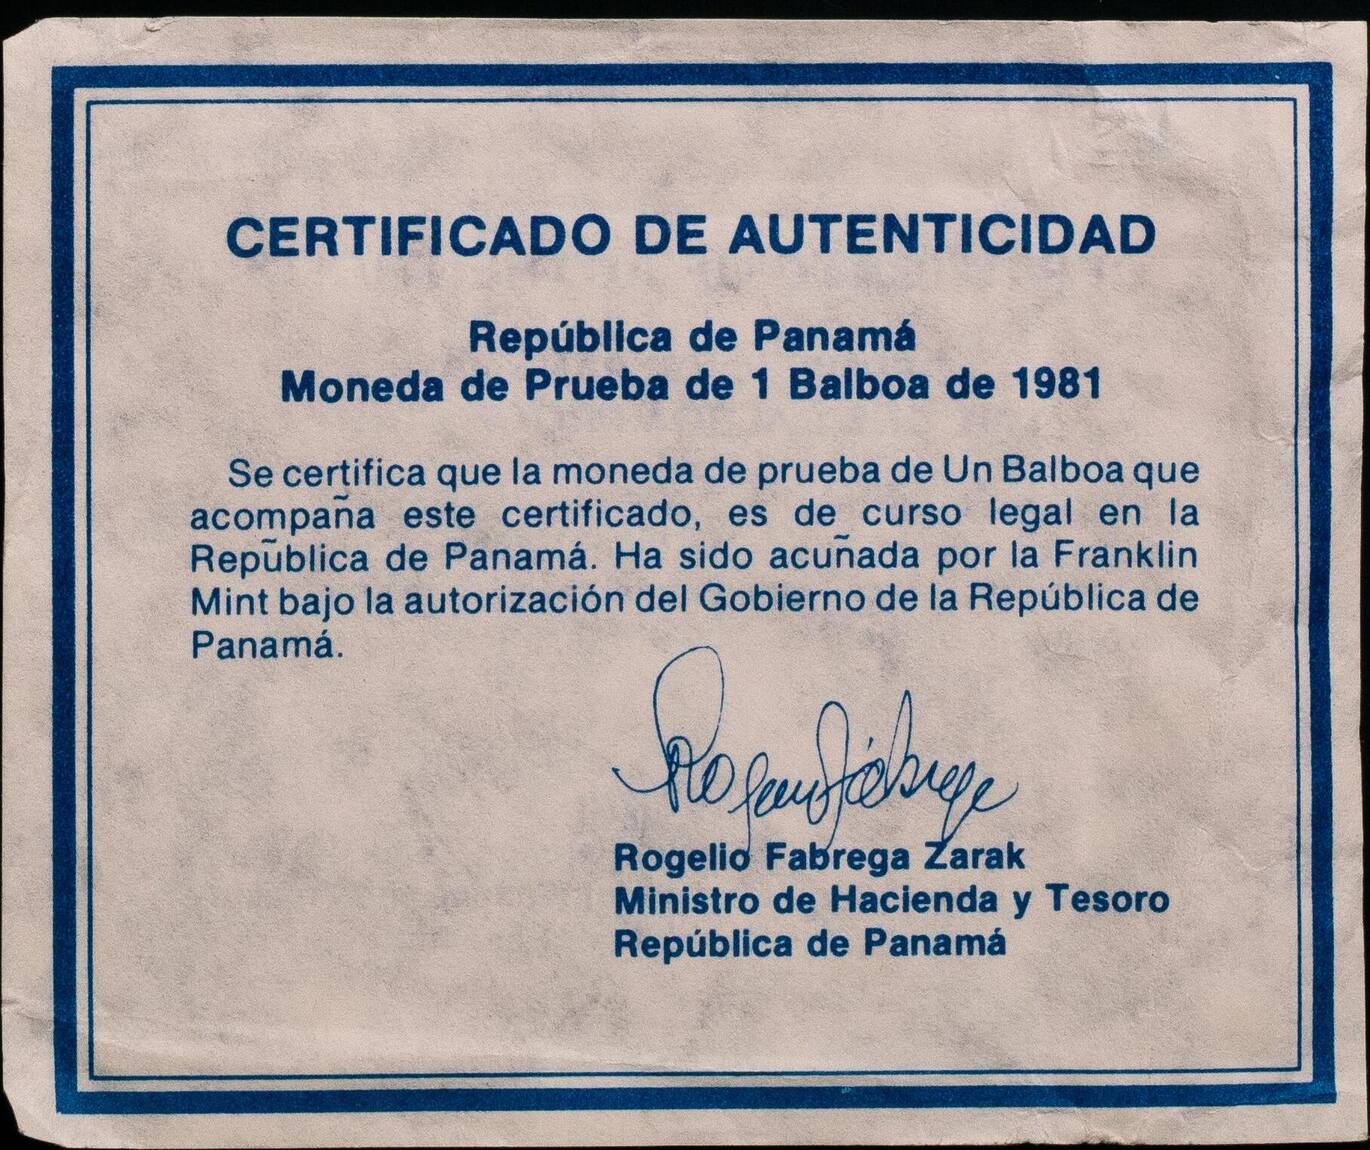 CERTIFICADO DE AUTENTICIDAD
República de Panamá
Moneda de Prueba de 1 Balboa de 1981
Se certifica que la moneda de prueba de Un Balboa que
acompaña este certificado, es de curso legal en la
Repũblica de Panamá. Ha sido acuñada por la Franklin
Mint bajo la autorización del Gobierno de la República de
Panamá.
Rogelio Fábrega
Rogelio Fabrega Zarak
Ministro de Hacienda y Tesoro
República de Panamá